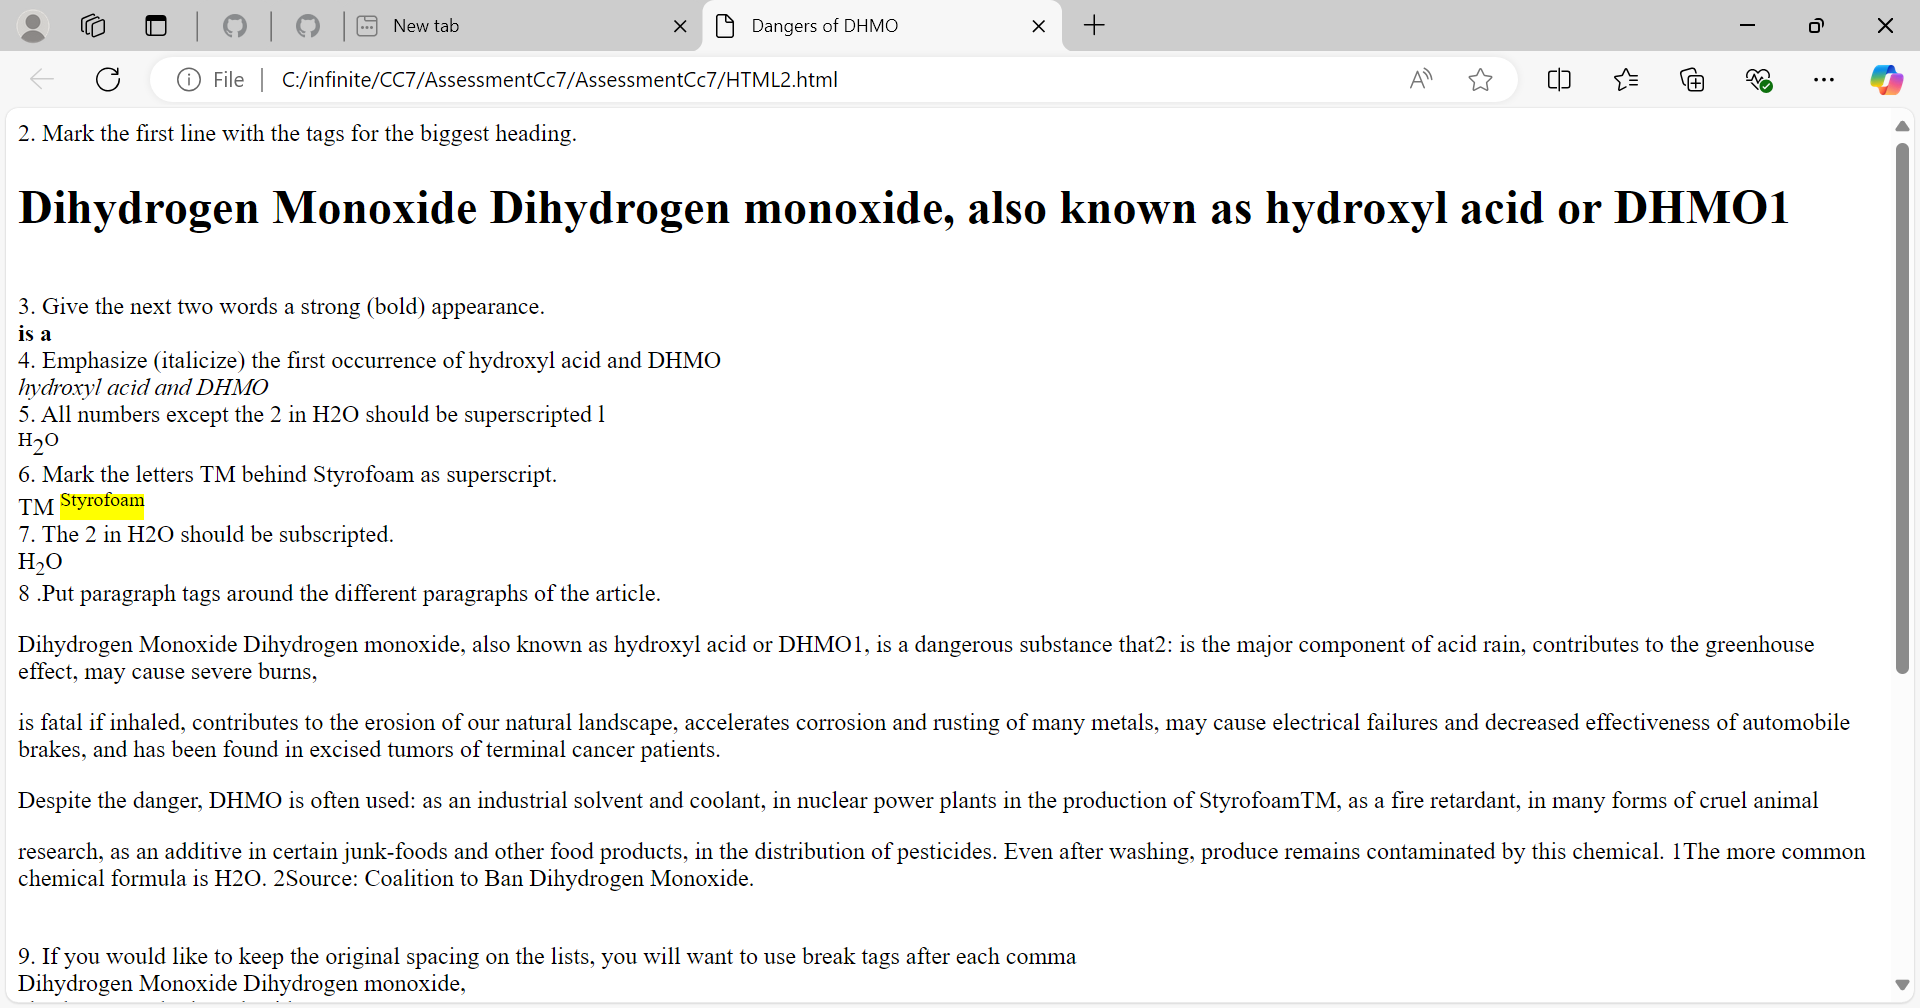 New tab
Dangers of DHMO
File
C:/infinite/CC7/AssessmentCc7/AssessmentCc7/HTML2.html
2. Mark the first line with the tags for the biggest heading.
Dihydrogen Monoxide Dihydrogen monoxide, also known as hydroxyl acid or DHMO1
3. Give the next two words a strong (bold) appearance.
is a
4. Emphasize (italicize) the first occurrence of hydroxyl acid and DHMO
hydroxyl acid and DHMO
5. All numbers except the 2 in H2O should be superscripted l
H2O
6. Mark the letters TM behind Styrofoam as superscript.
TM Styrofoam
7. The 2 in H2O should be subscripted.
H2O
8 .Put paragraph tags around the different paragraphs of the article.
Dihydrogen Monoxide Dihydrogen monoxide, also known as hydroxyl acid or DHMO1, is a dangerous substance that2: is the major component of acid rain, contributes to the greenhouse
effect, may cause severe burns,
is fatal if inhaled, contributes to the erosion of our natural landscape, accelerates corrosion and rusting of many metals, may cause electrical failures and decreased effectiveness of automobile
brakes, and has been found in excised tumors of terminal cancer patients.
Despite the danger, DHMO is often used: as an industrial solvent and coolant, in nuclear power plants in the production of StyrofoamTM, as a fire retardant, in many forms of cruel animal
research, as an additive in certain junk-foods and other food products, in the distribution of pesticides. Even after washing, produce remains contaminated by this chemical. 1The more common
chemical formula is H2O. 2Source: Coalition to Ban Dihydrogen Monoxide.
9. If you would like to keep the original spacing on the lists, you will want to use break tags after each comma
Dihydrogen Monoxide Dihydrogen monoxide,